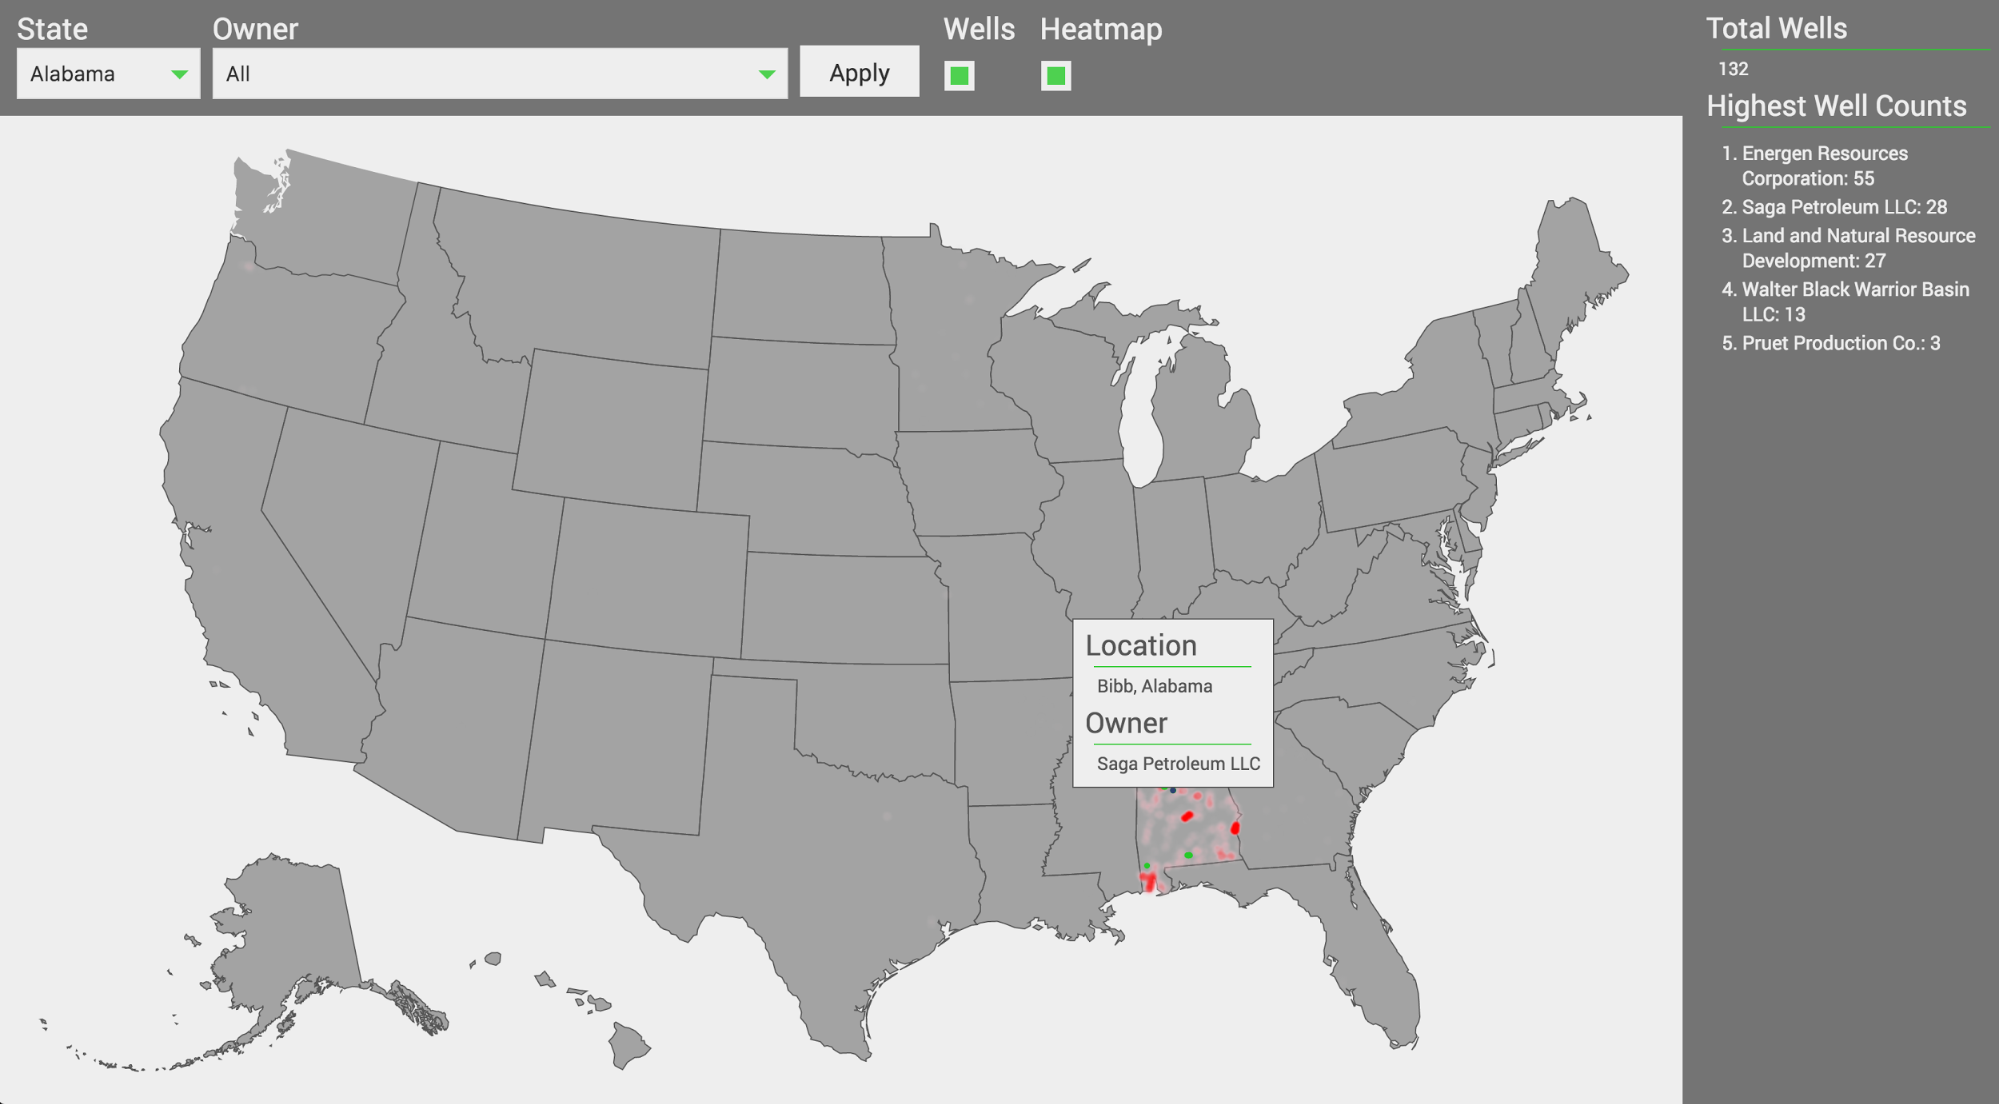 State
Owner
Wells
Heatmap
Alabama
All
Apply
Total Wells
132
Highest Well Counts
1. Energen Resources
Corporation: 55
2. Saga Petroleum LLC: 28
3. Land and Natural Resource
Development: 27
4. Walter Black Warrior Basin
LLC: 13
5. Pruet Production Co.: 3
Location
Bibb, Alabama
Owner
Saga Petroleum LLC